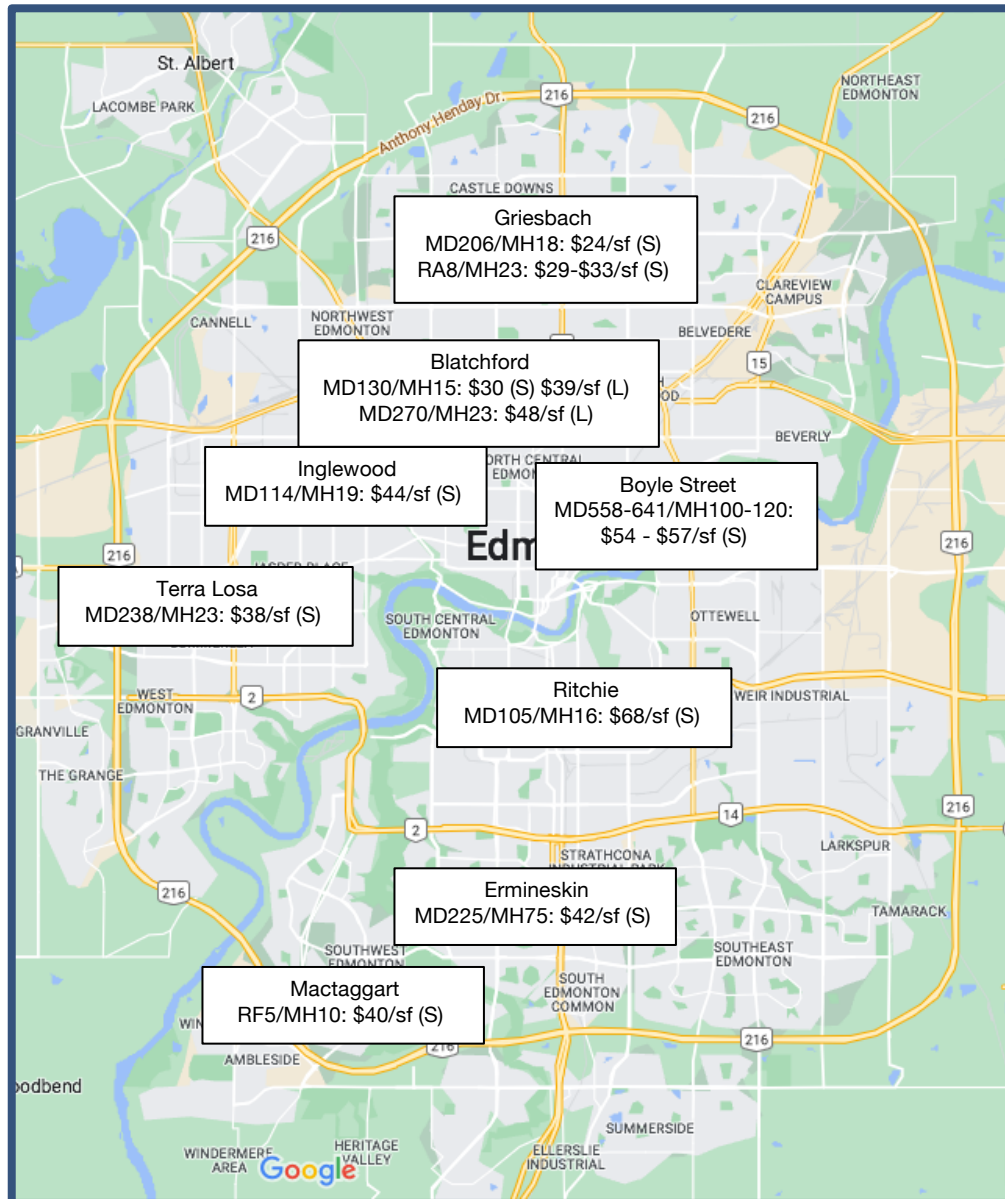 St. Albert
LACOMBE PARK
216
NORTHEAST
EDMONTON
216
Anthony Henday Dr.
CASTLE DOWNS
Griesbach
MD206/MH18: $24/sf (S)
RA8/MH23: $29-$33/sf (S)
216
CLAREVIEW
CAMPUS
CANNELL
NORTHWEST
EDMONTON
BELVEDERE
Blatchford
MD130/MH15: $30 (S) $39/sf (L)
MD270/MH23: $48/sf (L)
15
BEVERLY
Inglewood
MD114/MH19: $44/sf (S)
ORTH CENTRAL
Boyle Street
MD558-641/MH100-120:
$54 - $57/sf (S)
Edm
216
216
Terra Losa
MD238/MH23: $38/sf (S)
SOUTH CENTRAL
EDMONTON
OTTEWELL
WEST
EDMONTON
2
Ritchie
MD105/MH16: $68/sf (S)
WEIR INDUSTRIAL
GRANVILLE
THE GRANGE
2
14
216
LARKSPUR
STRATHCONA
216
Ermineskin
MD225/MH75: $42/sf (S)
TAMARACK
SOUTHWEST
SOUTHEAST
EDMONTON
Mactaggart
RF5/MH10: $40/sf (S)
SOUTH
EDMONTON
COMMON
216
216
AMBLESIDE
oodbend
SUMMERSIDE
WINDERMERE
AREA
Google
HERITAGE
VALLEY
ELLERSLIE
INDUSTRIAL